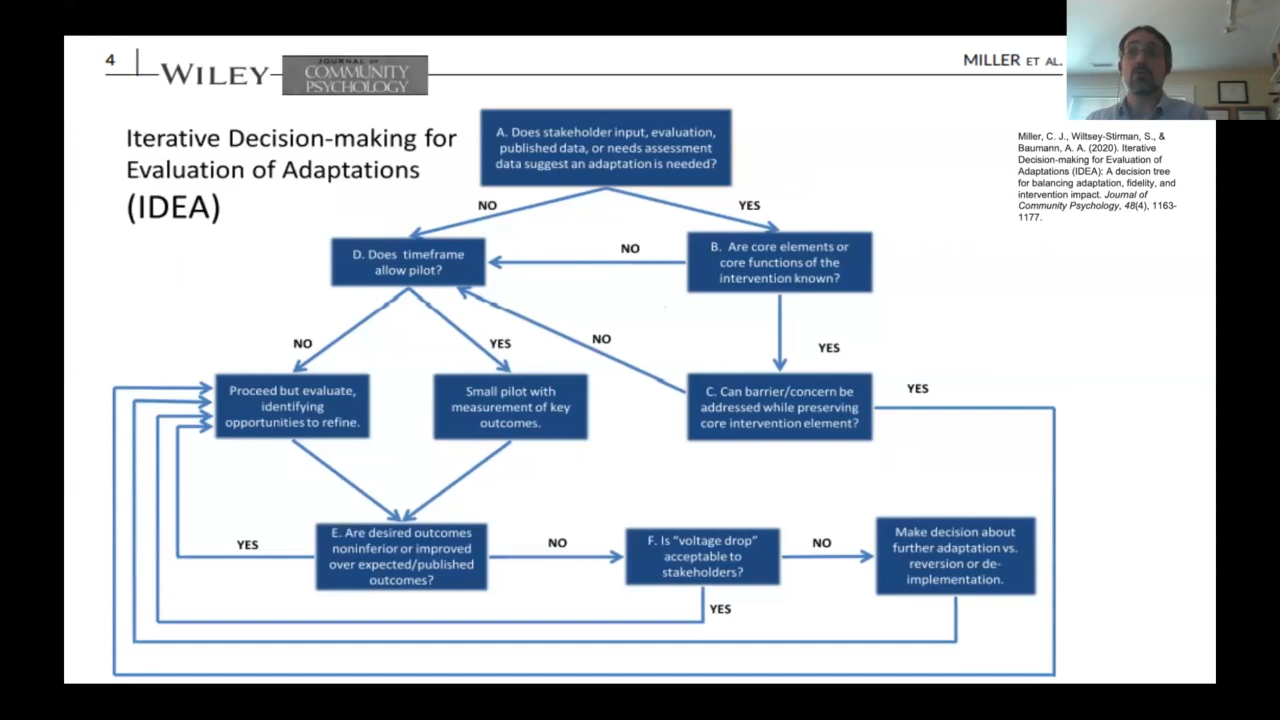 4
WILEY
JOURNAL OF
COMMUNITY
PSYCHOLOGY
MILLER ET AL.
Iterative Decision-making for
Evaluation of Adaptations
(IDEA)
Miller, C. J., Wiltsey-Stirman, S., &
Baumann, A. A. (2020). Iterative
Decision-making for Evaluation of
Adaptations (IDEA): A decision tree
for balancing adaptation, fidelity, and
intervention impact. Journal of
Community Psychology, 48(4), 1163-
1177.
A. Does stakeholder input, evaluation,
published data, or needs assessment
data suggest an adaptation is needed?
NO
YES
D. Does timeframe
allow pilot?
NO
B. Are core elements or
core functions of the
intervention known?
NO
YES
NO
YES
Proceed but evaluate,
identifying
opportunities to refine.
Small pilot with
measurement of key
outcomes.
C. Can barrier/concern be
addressed while preserving
core intervention element?
YES
YES
E. Are desired outcomes
noninferior or improved
over expected/published
outcomes?
NO
F. Is “voltage drop”
acceptable to
stakeholders?
NO
Make decision about
further adaptation vs.
reversion or de-
implementation.
YES